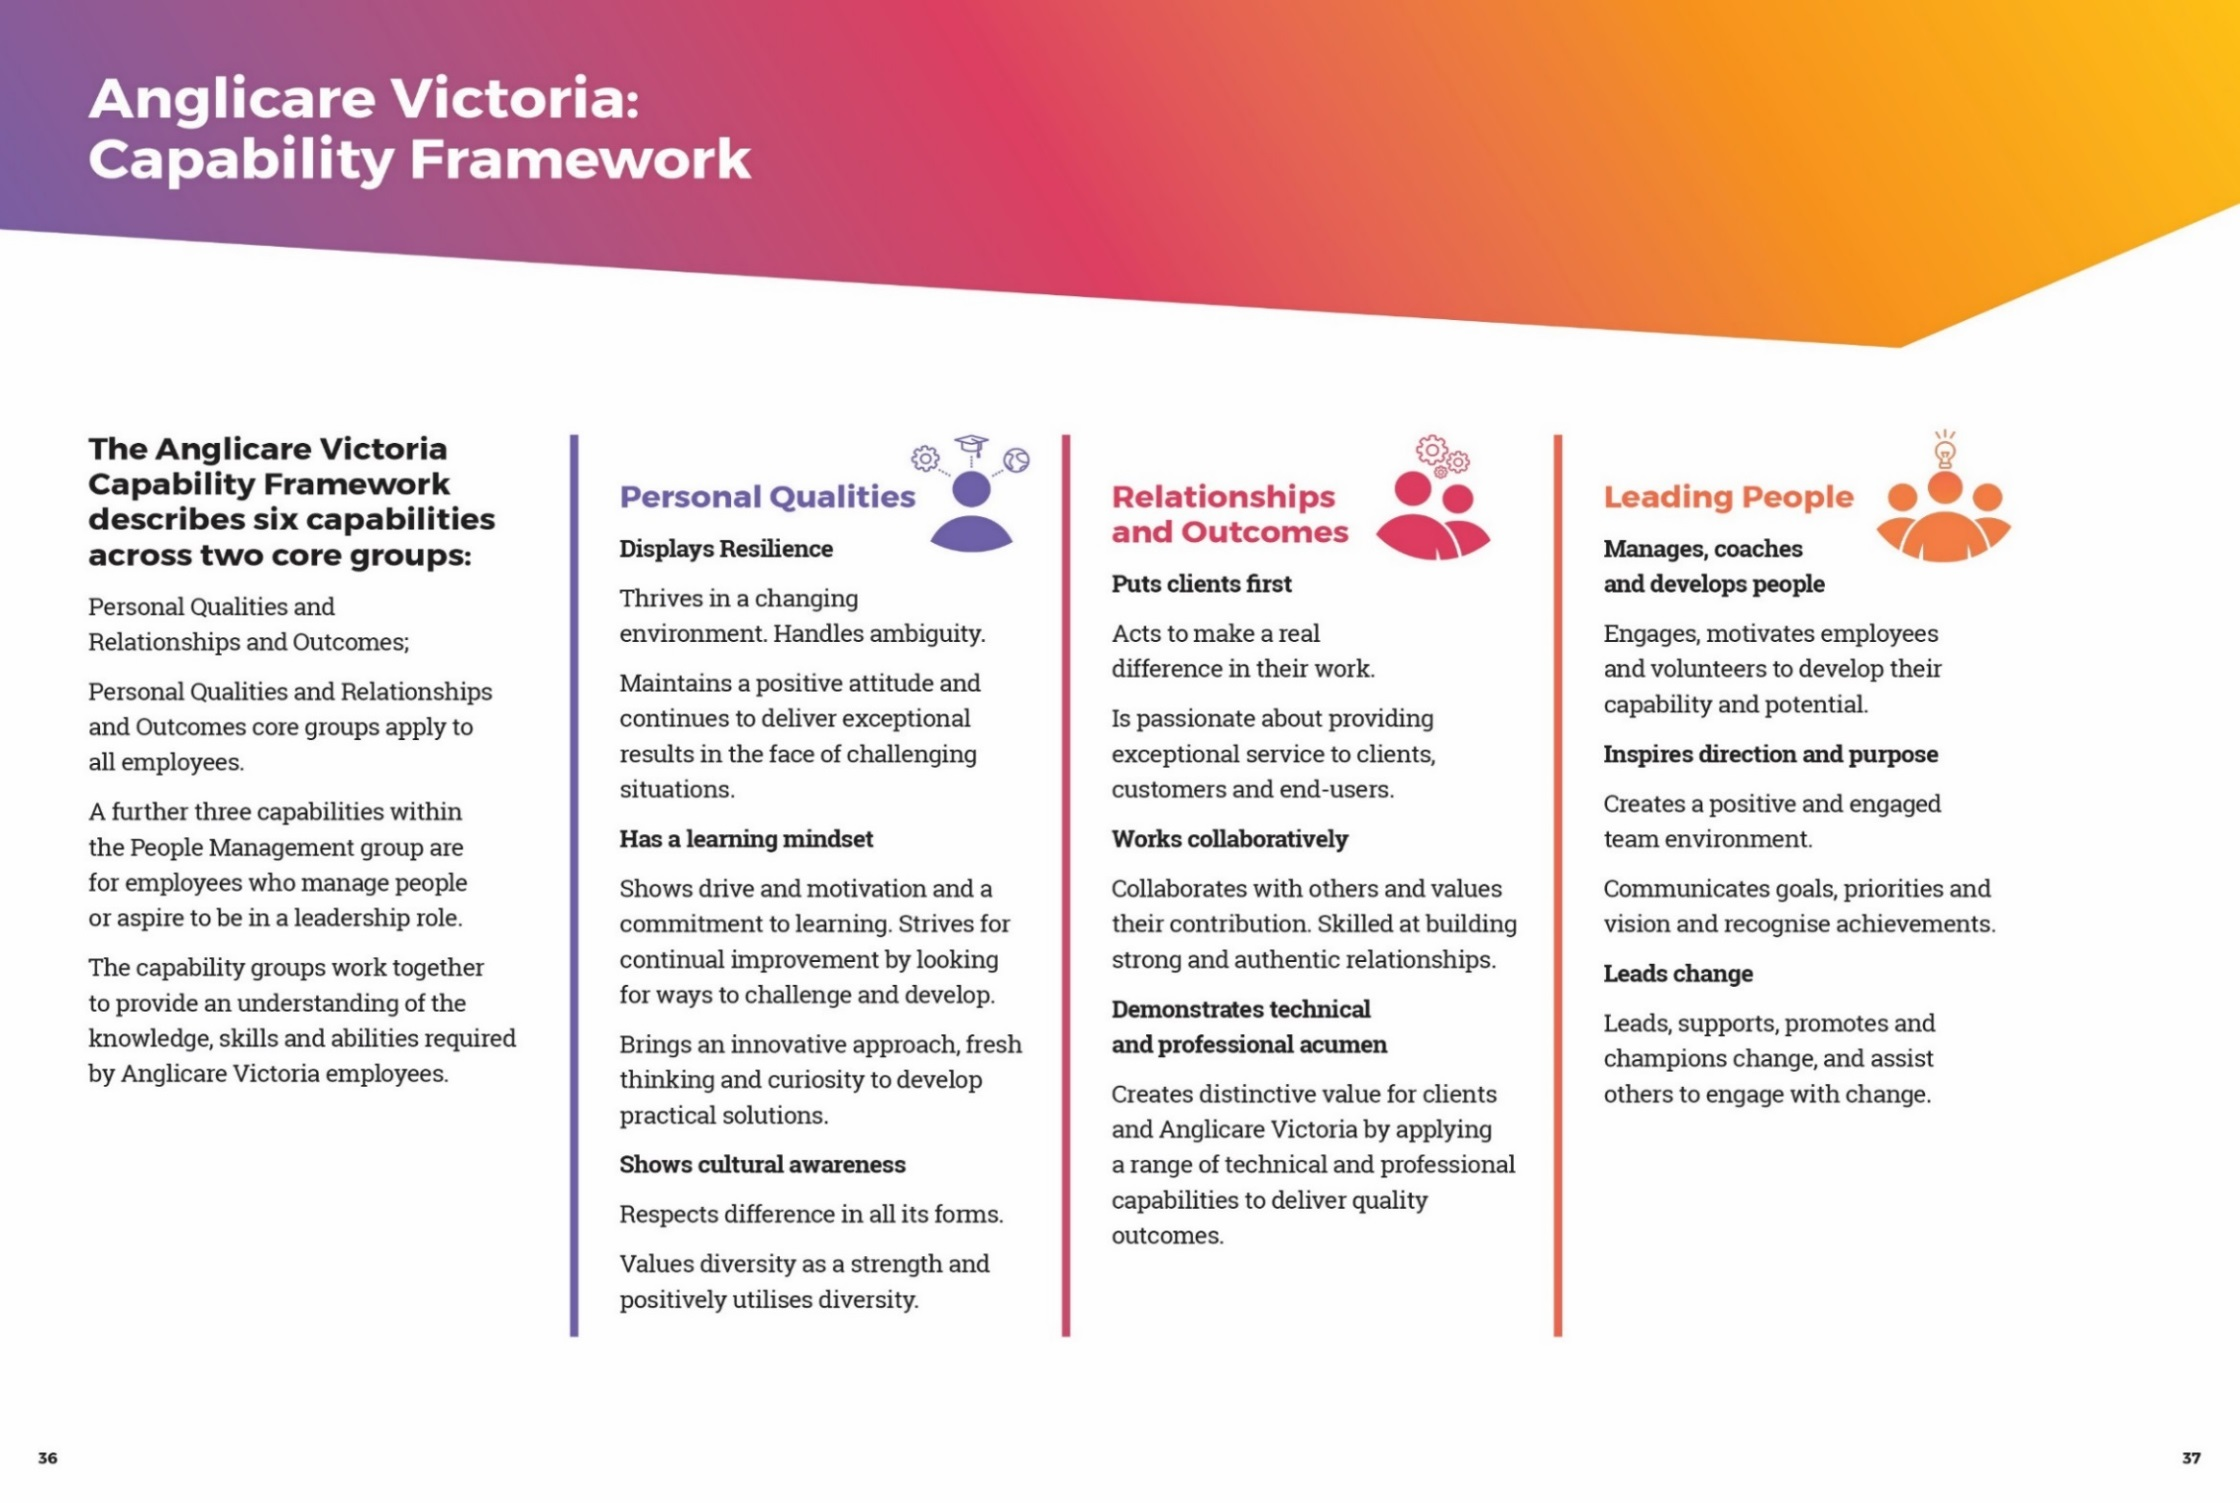 Anglicare Victoria:
Capability Framework
The Anglicare Victoria
Capability Framework
describes six capabilities
across two core groups:
Personal Qualities and
Relationships and Outcomes;
Personal Qualities and Relationships
and Outcomes core groups apply to
all employees.
A further three capabilities within
the People Management group are
for employees who manage people
or aspire to be in a leadership role.
The capability groups work together
to provide an understanding of the
knowledge, skills and abilities required
by Anglicare Victoria employees.
Personal Qualities
Displays Resilience
Thrives in a changing
environment. Handles ambiguity.
Maintains a positive attitude and
continues to deliver exceptional
results in the face of challenging
situations.
Has a learning mindset
Shows drive and motivation and a
commitment to learning. Strives for
continual improvement by looking
for ways to challenge and develop.
Brings an innovative approach, fresh
thinking and curiosity to develop
practical solutions.
Shows cultural awareness
Respects difference in all its forms.
Values diversity as a strength and
positively utilises diversity.
Relationships
and Outcomes
Puts clients first
Acts to make a real
difference in their work.
Is passionate about providing
exceptional service to clients,
customers and end-users.
Works collaboratively
Collaborates with others and values
their contribution. Skilled at building
strong and authentic relationships.
Demonstrates technical
and professional acumen
Creates distinctive value for clients
and Anglicare Victoria by applying
a range of technical and professional
capabilities to deliver quality
outcomes.
Leading People
Manages, coaches
and develops people
Engages, motivates employees
and volunteers to develop their
capability and potential.
Inspires direction and purpose
Creates a positive and engaged
team environment.
Communicates goals, priorities and
vision and recognise achievements.
Leads change
Leads, supports, promotes and
champions change, and assist
others to engage with change.
36
37